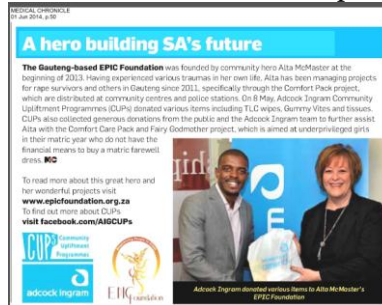 MEDICAL CHRONICLE
01 Jun 2014, p.50
A hero building SA's future
The Gauteng-based EPIC Foundation was founded by community hero Alta McMaster at the
beginning of 2013. Having experienced various traumas in her own life, Alta has been managing projects
for rape survivors and others in Gauteng since 2011, specifically through the Comfort Pack project,
which are distributed at community centres and police stations. On 8 May, Adcock Ingram Community
Upliftment Programmes (CUPs) donated various items including TLC wipes, Gummy Vites and tissues.
CUPs also collected generous donations from the public and the Adcock Ingram team to further assist
Alta with the Comfort Care Pack and Fairy Godmother project, which is aimed at underprivileged girls
in their matric year who do not have the
financial means to buy a matric farewell
dress. MC
To read more about this great hero and
her wonderful projects visit
www.epicfoundation.org.za
To find out more about CUPs
visit facebook.com/AIGCUPs
CUPs Community
Upliftment
Programmes
adcock ingram
EPIC Foundation
Adcock Ingram donated various items to Alta McMaster's
EPIC Foundation